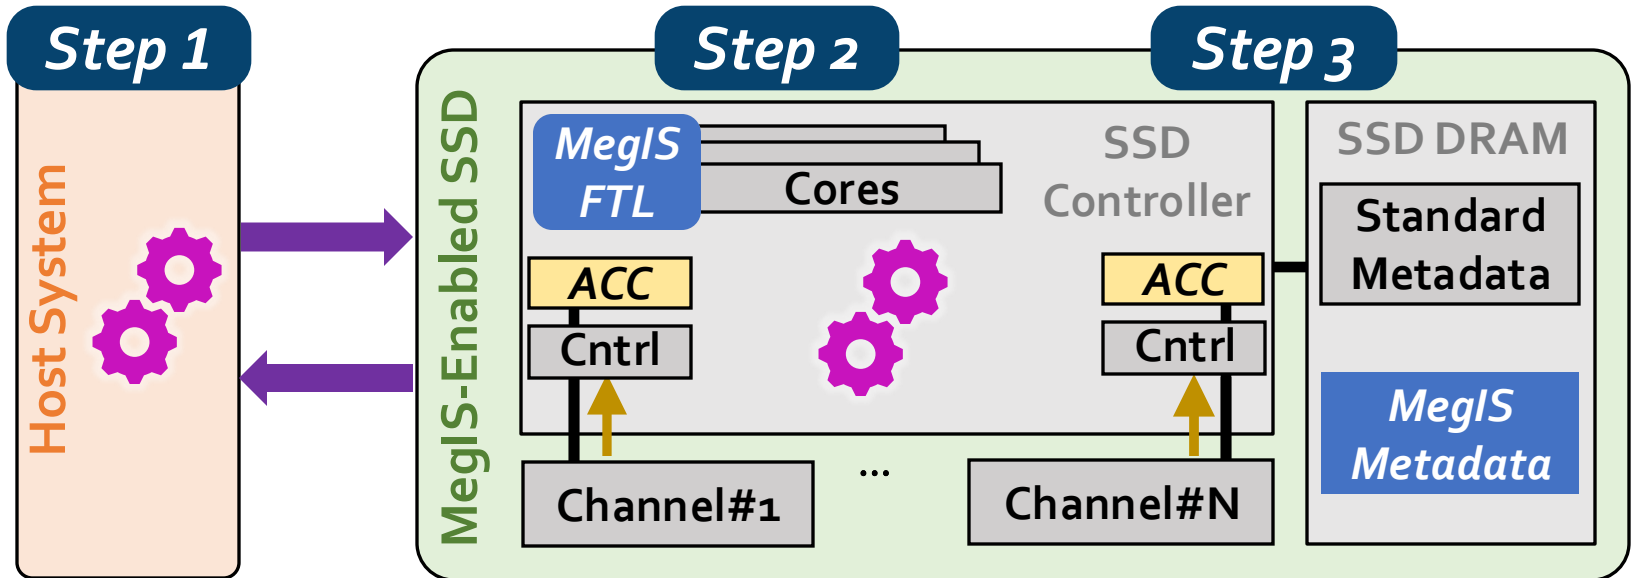 Step 1
Step 2
Step 3
Host System
MegIS-Enabled SSD
MegIS
FTL
Cores
SSD
Controller
ACC
Cntrl
ACC
Cntrl
Channel#1
...
Channel#N
SSD DRAM
Standard
Metadata
MegIS
Metadata